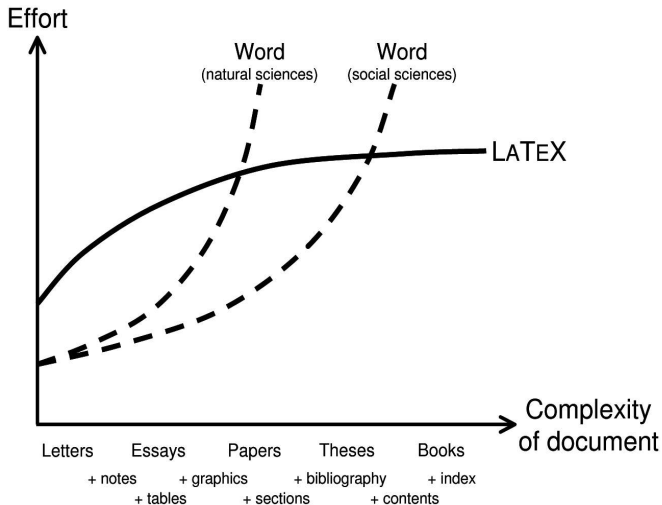 Effort
Word
(natural sciences)
Word
(social sciences)
LATEX
Complexity
of document
Letters
Essays
Papers
Theses
Books
+ notes
+ graphics
+ bibliography
+ index
+ tables
+ sections
+ contents